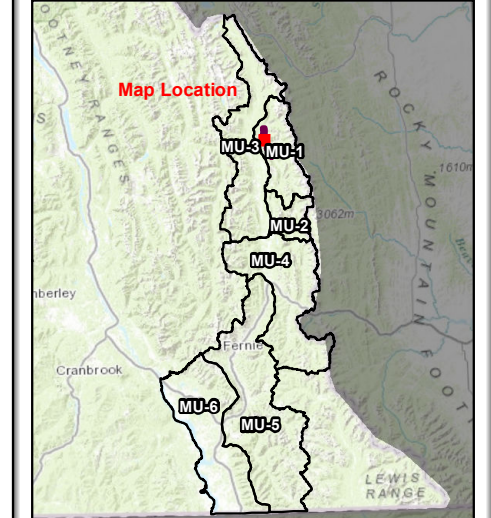 OOTNEY RANGES
S
Map Location
ROCKY MOUNTAIN FOOT
MU-3
MU-1
1610m
3062m
MU-2
MU-4
mberley
Fernie
Cranbrook
MU-6
MU-5
LEWIS
RANGE